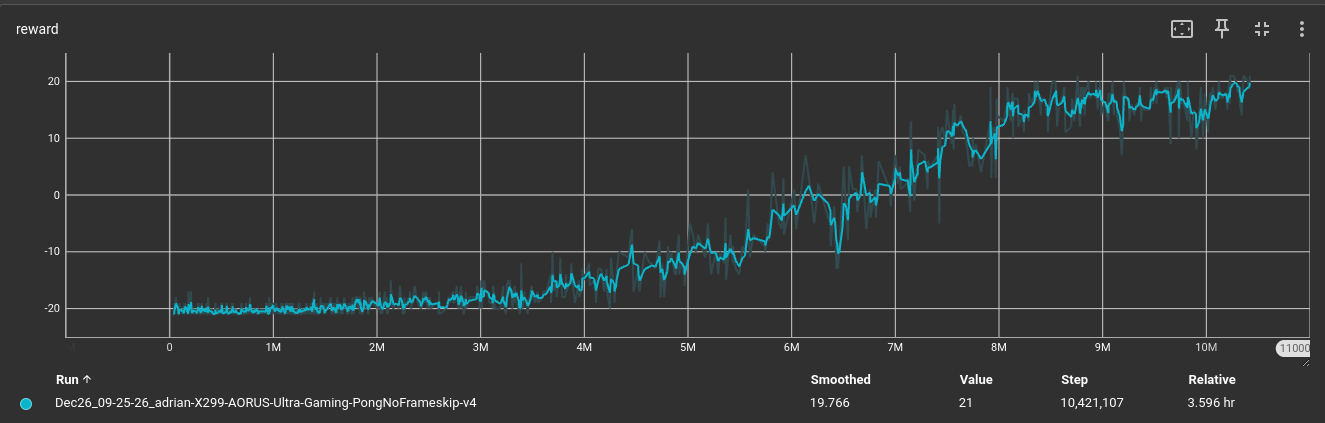 reward
20
10
0
-10
-20
0 1M 2M 3M 4M 5M 6M 7M 8M 9M 10M 11000
Run ↑ Smoothed Value Step Relative
Dec26_09-25-26_adrian-X299-AORUS-Ultra-Gaming-PongNoFrameskip-v4 19.766 21 10,421,107 3.596 hr